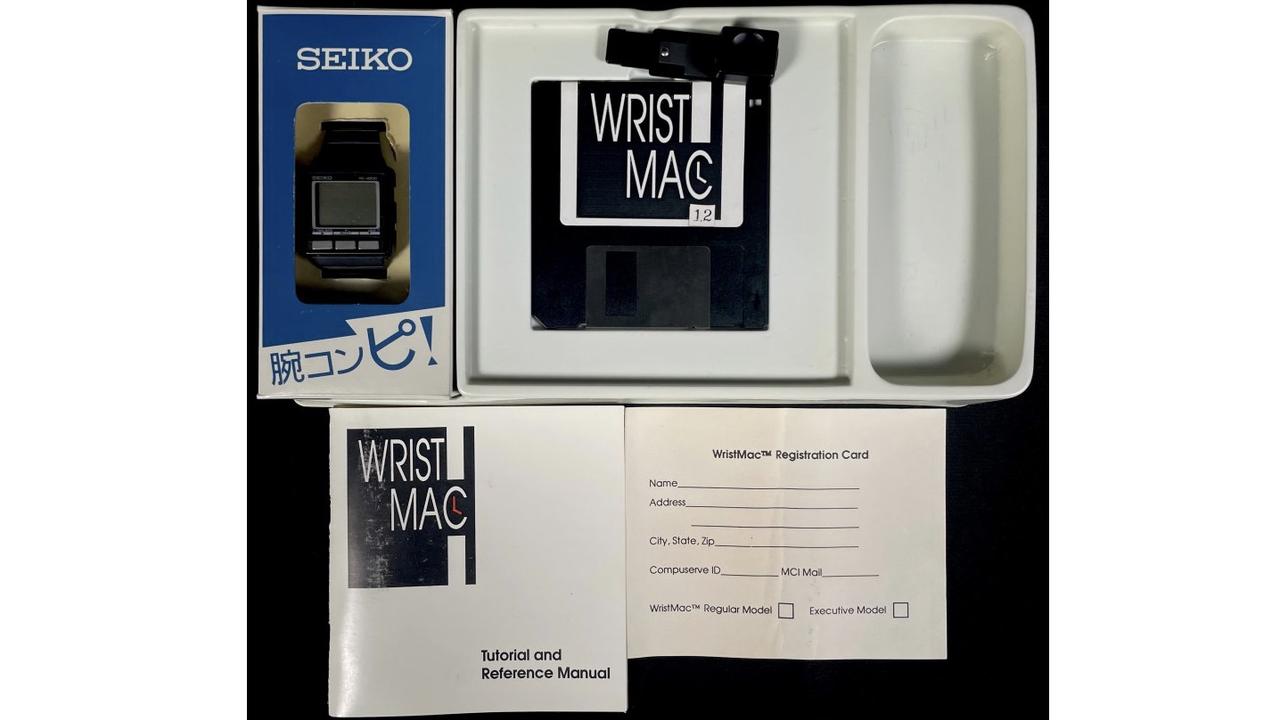 SEIKO
SEIKO
腕コンピ!
WRIST
MAC
1.2
WRIST
MAC
Tutorial and
Reference Manual
WristMac™ Registration Card
Name
Address
City, State, Zip
Compuserve ID MCI Mail
WristMac™ Regular Model Executive Model